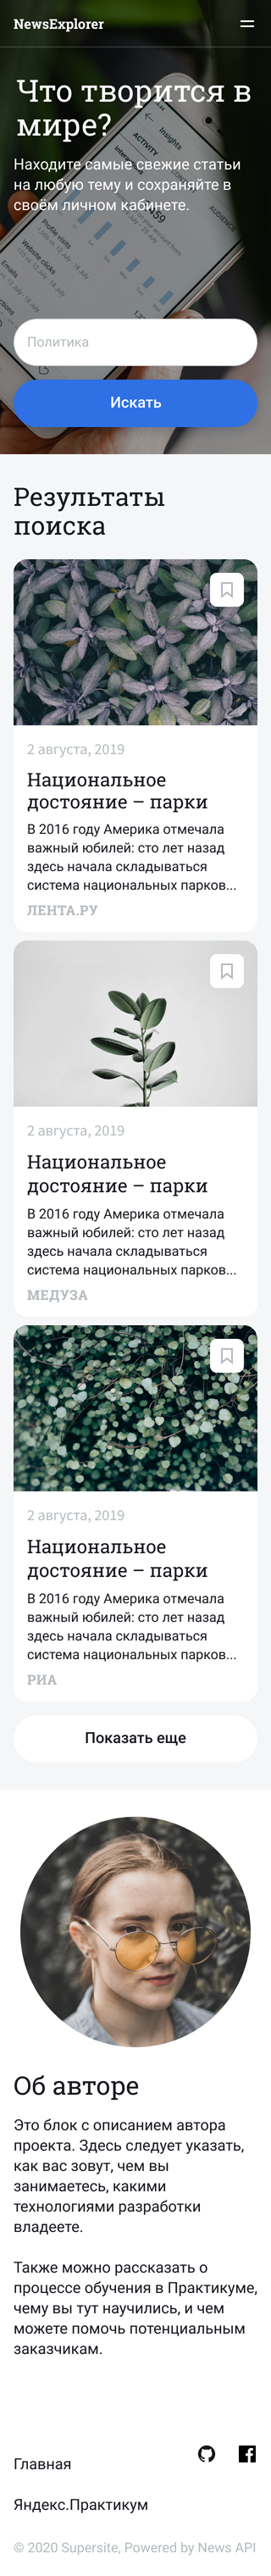 NewsExplorer
Что творится в
мире?
Находите самые свежие статьи
на любую тему и сохраняйте в
своём личном кабинете.
Политика
Искать
Результаты
поиска
2 августа, 2019
Национальное
достояние – парки
В 2016 году Америка отмечала
важный юбилей: сто лет назад
здесь начала складываться
система национальных парков...
ЛЕНТА.РУ
2 августа, 2019
Национальное
достояние – парки
В 2016 году Америка отмечала
важный юбилей: сто лет назад
здесь начала складываться
система национальных парков...
МЕДУЗА
2 августа, 2019
Национальное
достояние – парки
В 2016 году Америка отмечала
важный юбилей: сто лет назад
здесь начала складываться
система национальных парков...
РИА
Показать еще
Об авторе
Это блок с описанием автора
проекта. Здесь следует указать,
как вас зовут, чем вы
занимаетесь, какими
технологиями разработки
владеете.
Также можно рассказать о
процессе обучения в Практикуме,
чему вы тут научились, и чем
можете помочь потенциальным
заказчикам.
Главная
Яндекс.Практикум
© 2020 Supersite, Powered by News API